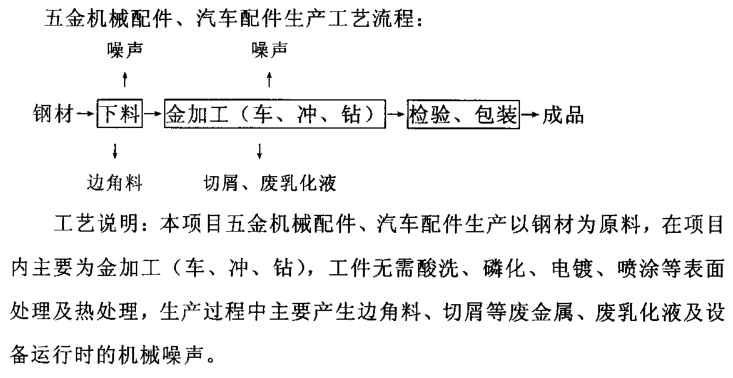 五金机械配件、汽车配件生产工艺流程：
噪声 噪声
钢材→下料→金加工（车、冲、钻）→检验、包装→成品
边角料 切屑、废乳化液
工艺说明：本项目五金机械配件、汽车配件生产以钢材为原料，在项目
内主要为金加工（车、冲、钻），工件无需酸洗、磷化、电镀、喷涂等表面
处理及热处理，生产过程中主要产生边角料、切屑等废金属、废乳化液及设
备运行时的机械噪声。